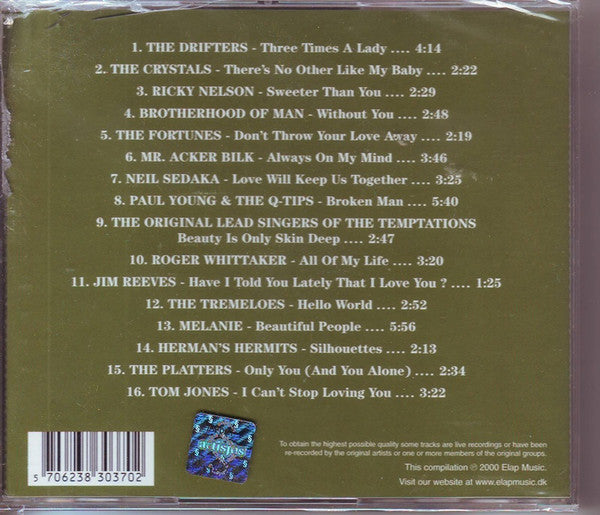 1. THE DRIFTERS - Three Times A Lady .... 4:14
2. THE CRYSTALS - There's No Other Like My Baby .... 2:22
3. RICKY NELSON - Sweeter Than You .... 2:29
4. BROTHERHOOD OF MAN - Without You .... 2:48
5. THE FORTUNES - Don't Throw Your Love Away .... 2:19
6. MR. ACKER BILK - Always On My Mind .... 3:46
7. NEIL SEDAKA - Love Will Keep Us Together .... 3:25
8. PAUL YOUNG & THE Q-TIPS - Broken Man .... 5:40
9. THE ORIGINAL LEAD SINGERS OF THE TEMPTATIONS
Beauty Is Only Skin Deep .... 2:47
10. ROGER WHITTAKER - All Of My Life .... 3:20
11. JIM REEVES - Have I Told You Lately That I Love You ? .... 1:25
12. THE TREMELOES - Hello World .... 2:52
13. MELANIE - Beautiful People .... 5:56
14. HERMAN'S HERMITS - Silhouettes .... 2:13
15. THE PLATTERS - Only You (And You Alone) .... 2:34
16. TOM JONES - I Can't Stop Loving You .... 3:22
artistes
5 706238 303702
To obtain the highest possible quality some tracks are live recordings or have been
re-recorded by the original artists or one or more members of the original groups.
This compilation ℗ 2000 Elap Music.
Visit our website at www.elapmusic.dk